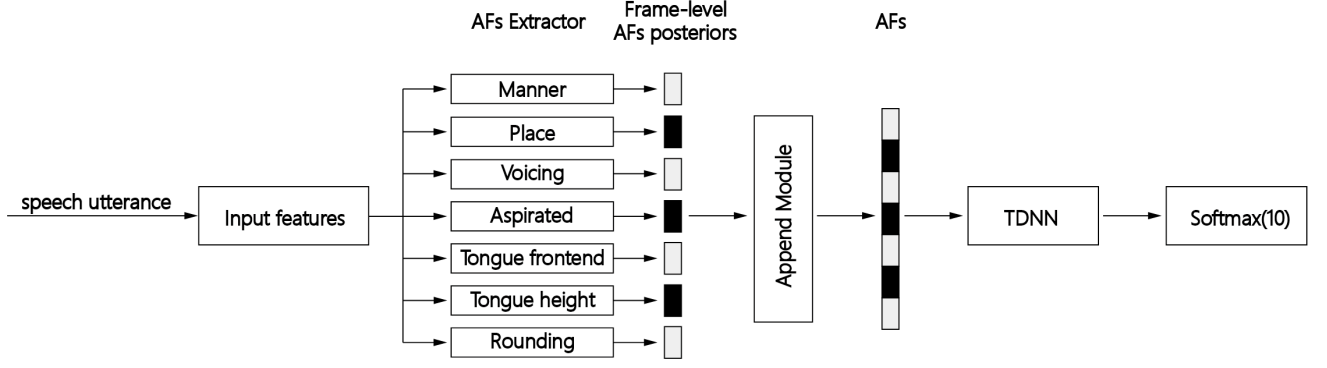 AFs Extractor
Frame-level
AFs posteriors
AFs
speech utterance
Input features
Manner
Place
Voicing
Aspirated
Tongue frontend
Tongue height
Rounding
Append Module
TDNN
Softmax(10)